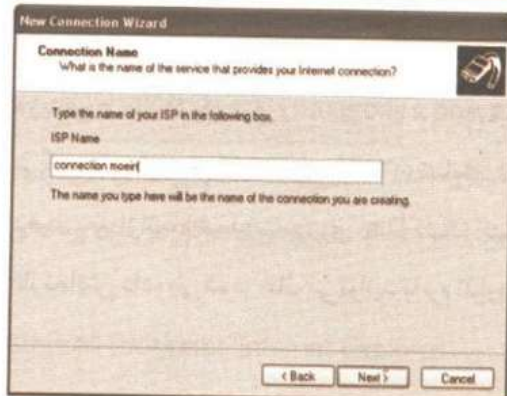 New Connection Wizard
Connection Name
What is the name of the service that provides your Internet connection?
Type the name of your ISP in the following box.
ISP Name
connection moein
The name you type here will be the name of the connection you are creating.
< Back
Next >
Cancel